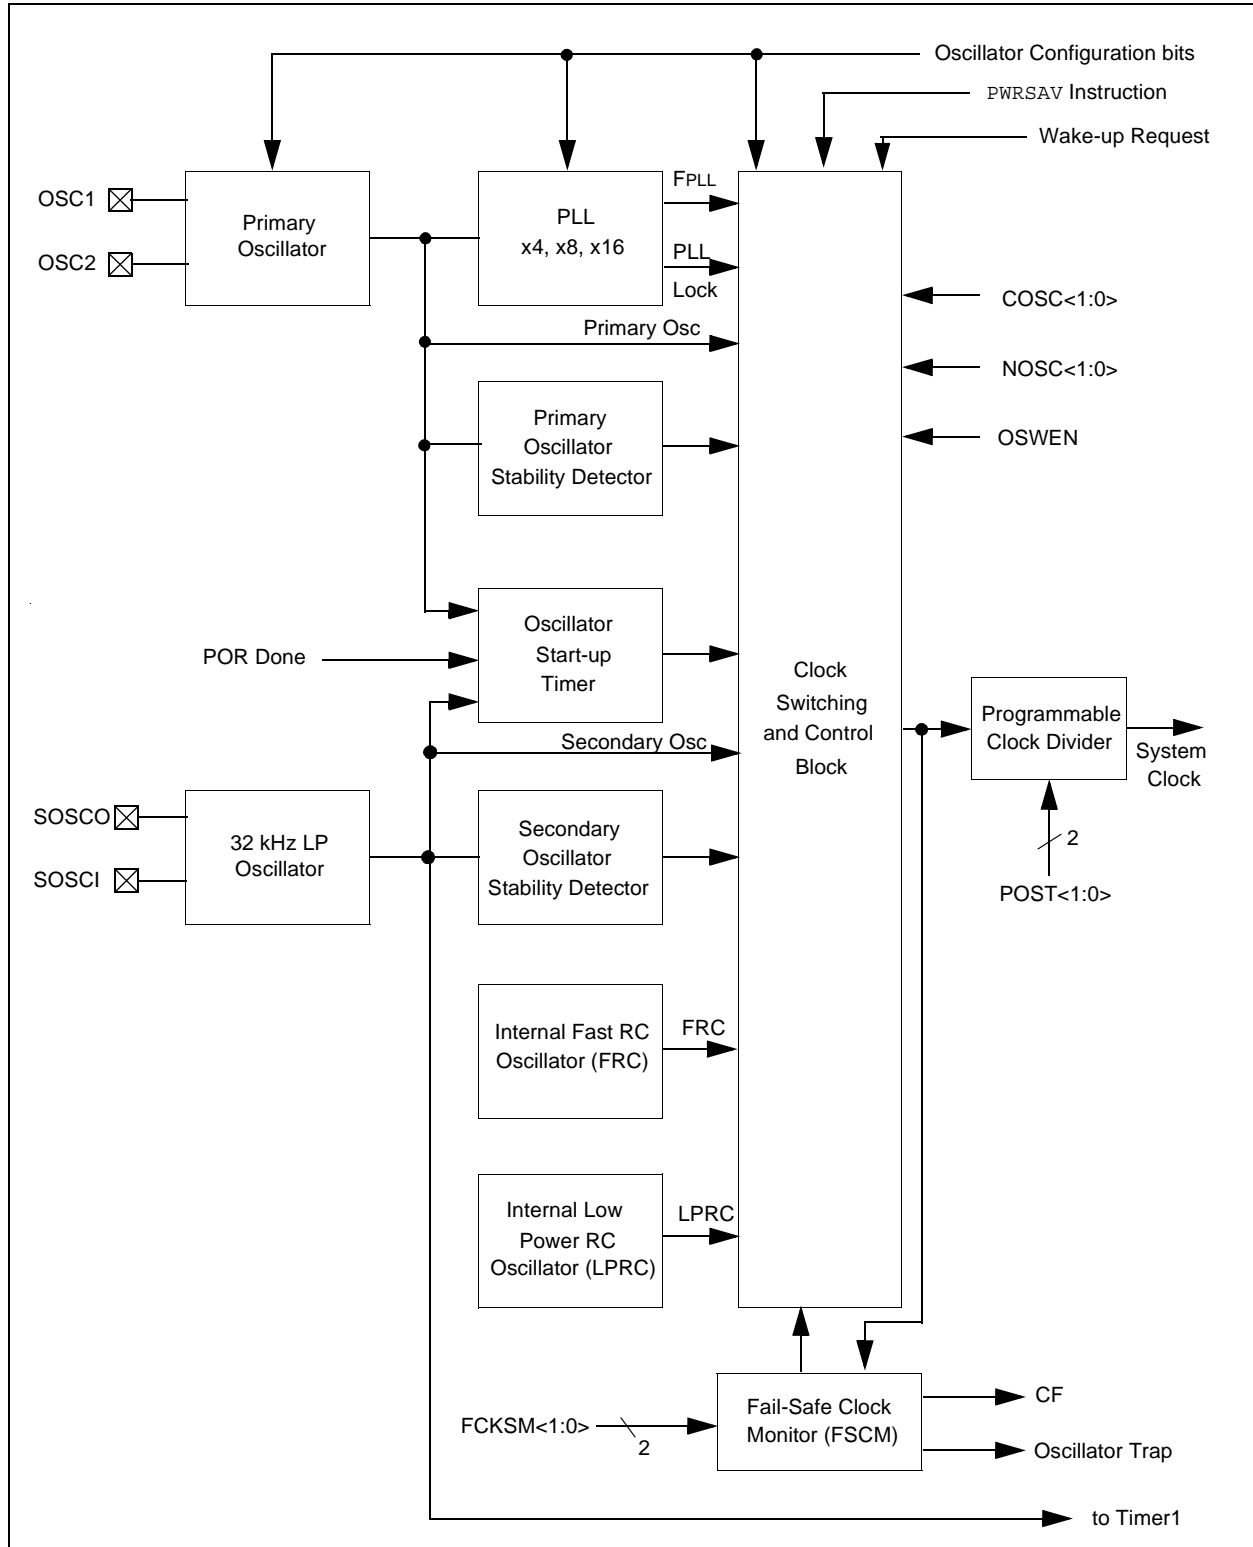 Oscillator Configuration bits
PWRSAV Instruction
Wake-up Request
OSC1
OSC2
Primary
Oscillator
PLL
x4, x8, x16
FPLL
PLL
Lock
Primary Osc
COSC<1:0>
NOSC<1:0>
OSWEN
Primary
Oscillator
Stability Detector
POR Done
Oscillator
Start-up
Timer
Clock
Switching
and Control
Block
Programmable
Clock Divider
System
Clock
Secondary Osc
SOSCO
SOSCI
32 kHz LP
Oscillator
Secondary
Oscillator
Stability Detector
2
POST<1:0>
Internal Fast RC
Oscillator (FRC)
FRC
Internal Low
Power RC
Oscillator (LPRC)
LPRC
FCKSM<1:0>
2
Fail-Safe Clock
Monitor (FSCM)
CF
Oscillator Trap
to Timer1